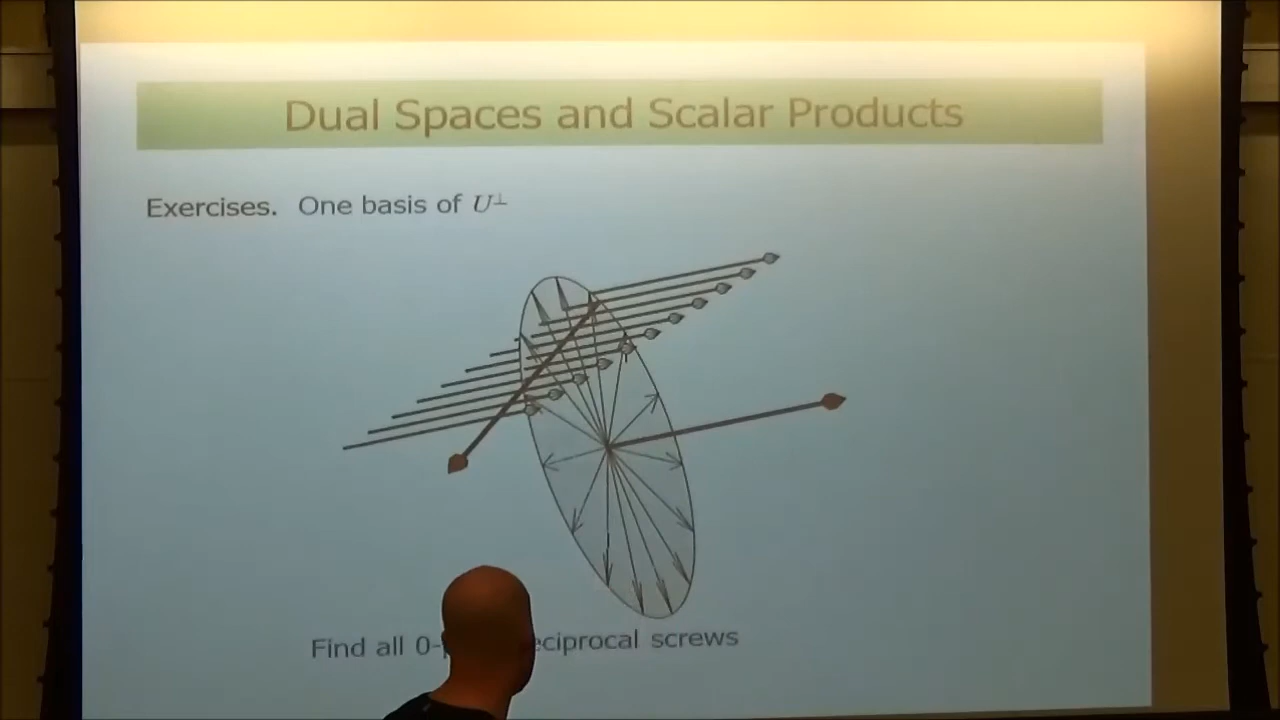 Dual Spaces and Scalar Products
Exercises. One basis of U⊥
Find all 0- eciprocal screws